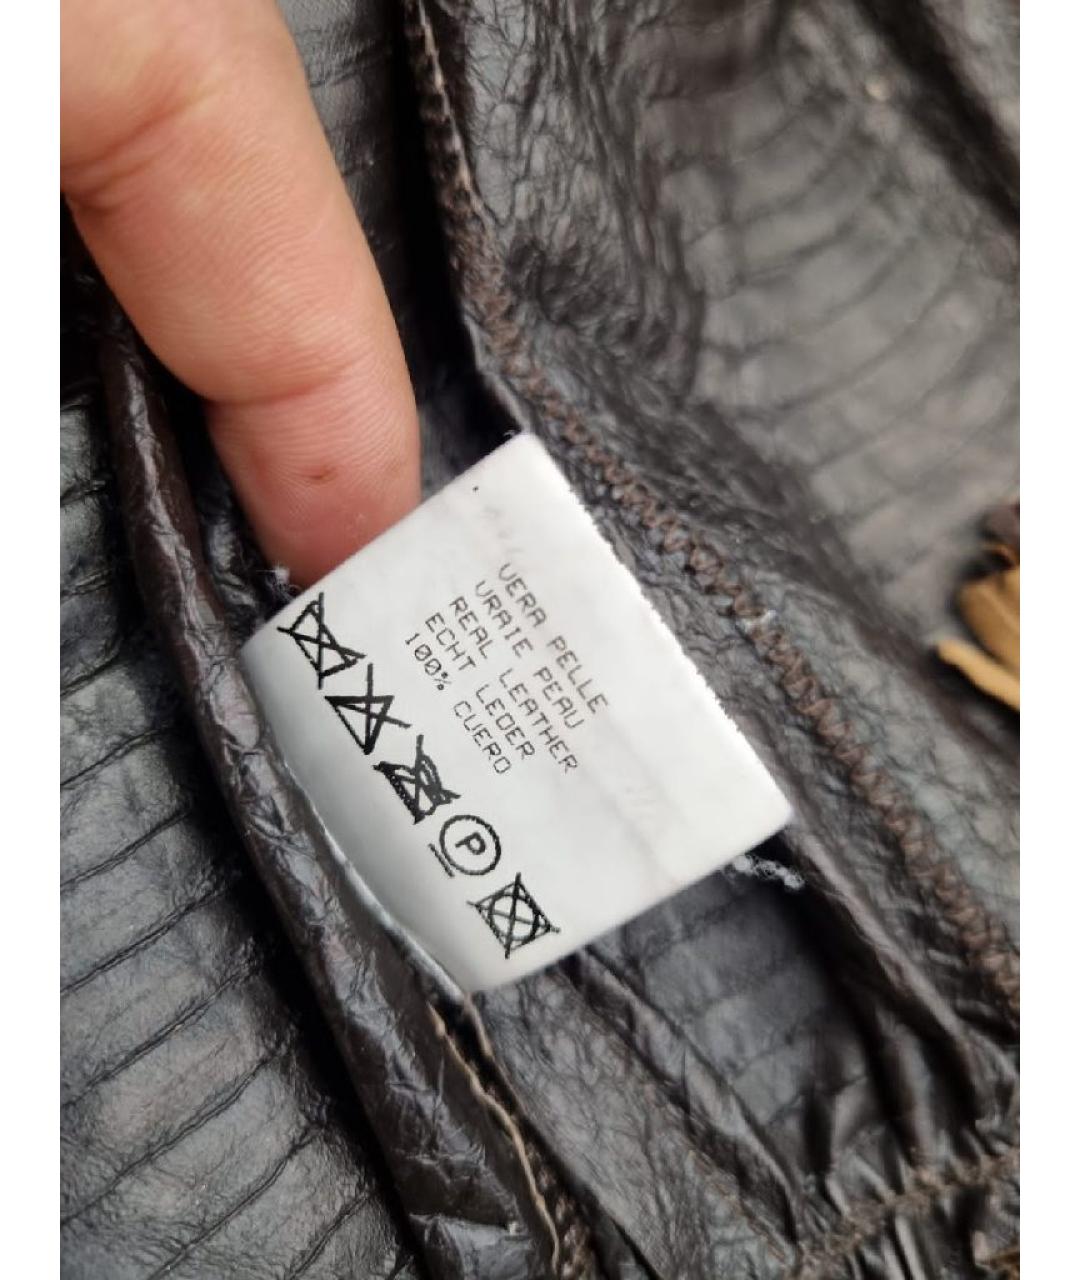 VERA PELLE
VRAIE PEAU
REAL LEATHER
ECHT LEDER
100% CUERO
P